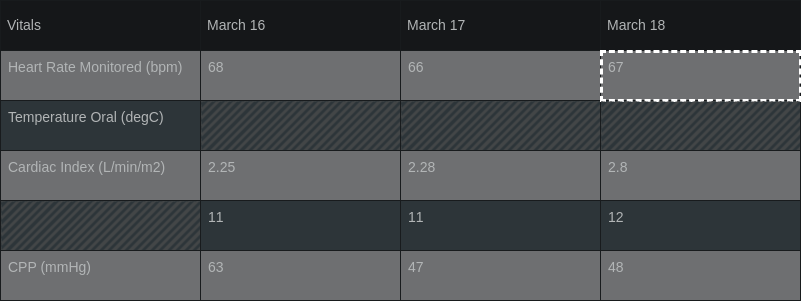 Vitals March 16 March 17 March 18
Heart Rate Monitored (bpm) 68 66 67
Temperature Oral (degC)
Cardiac Index (L/min/m2) 2.25 2.28 2.8
11 11 12
CPP (mmHg) 63 47 48